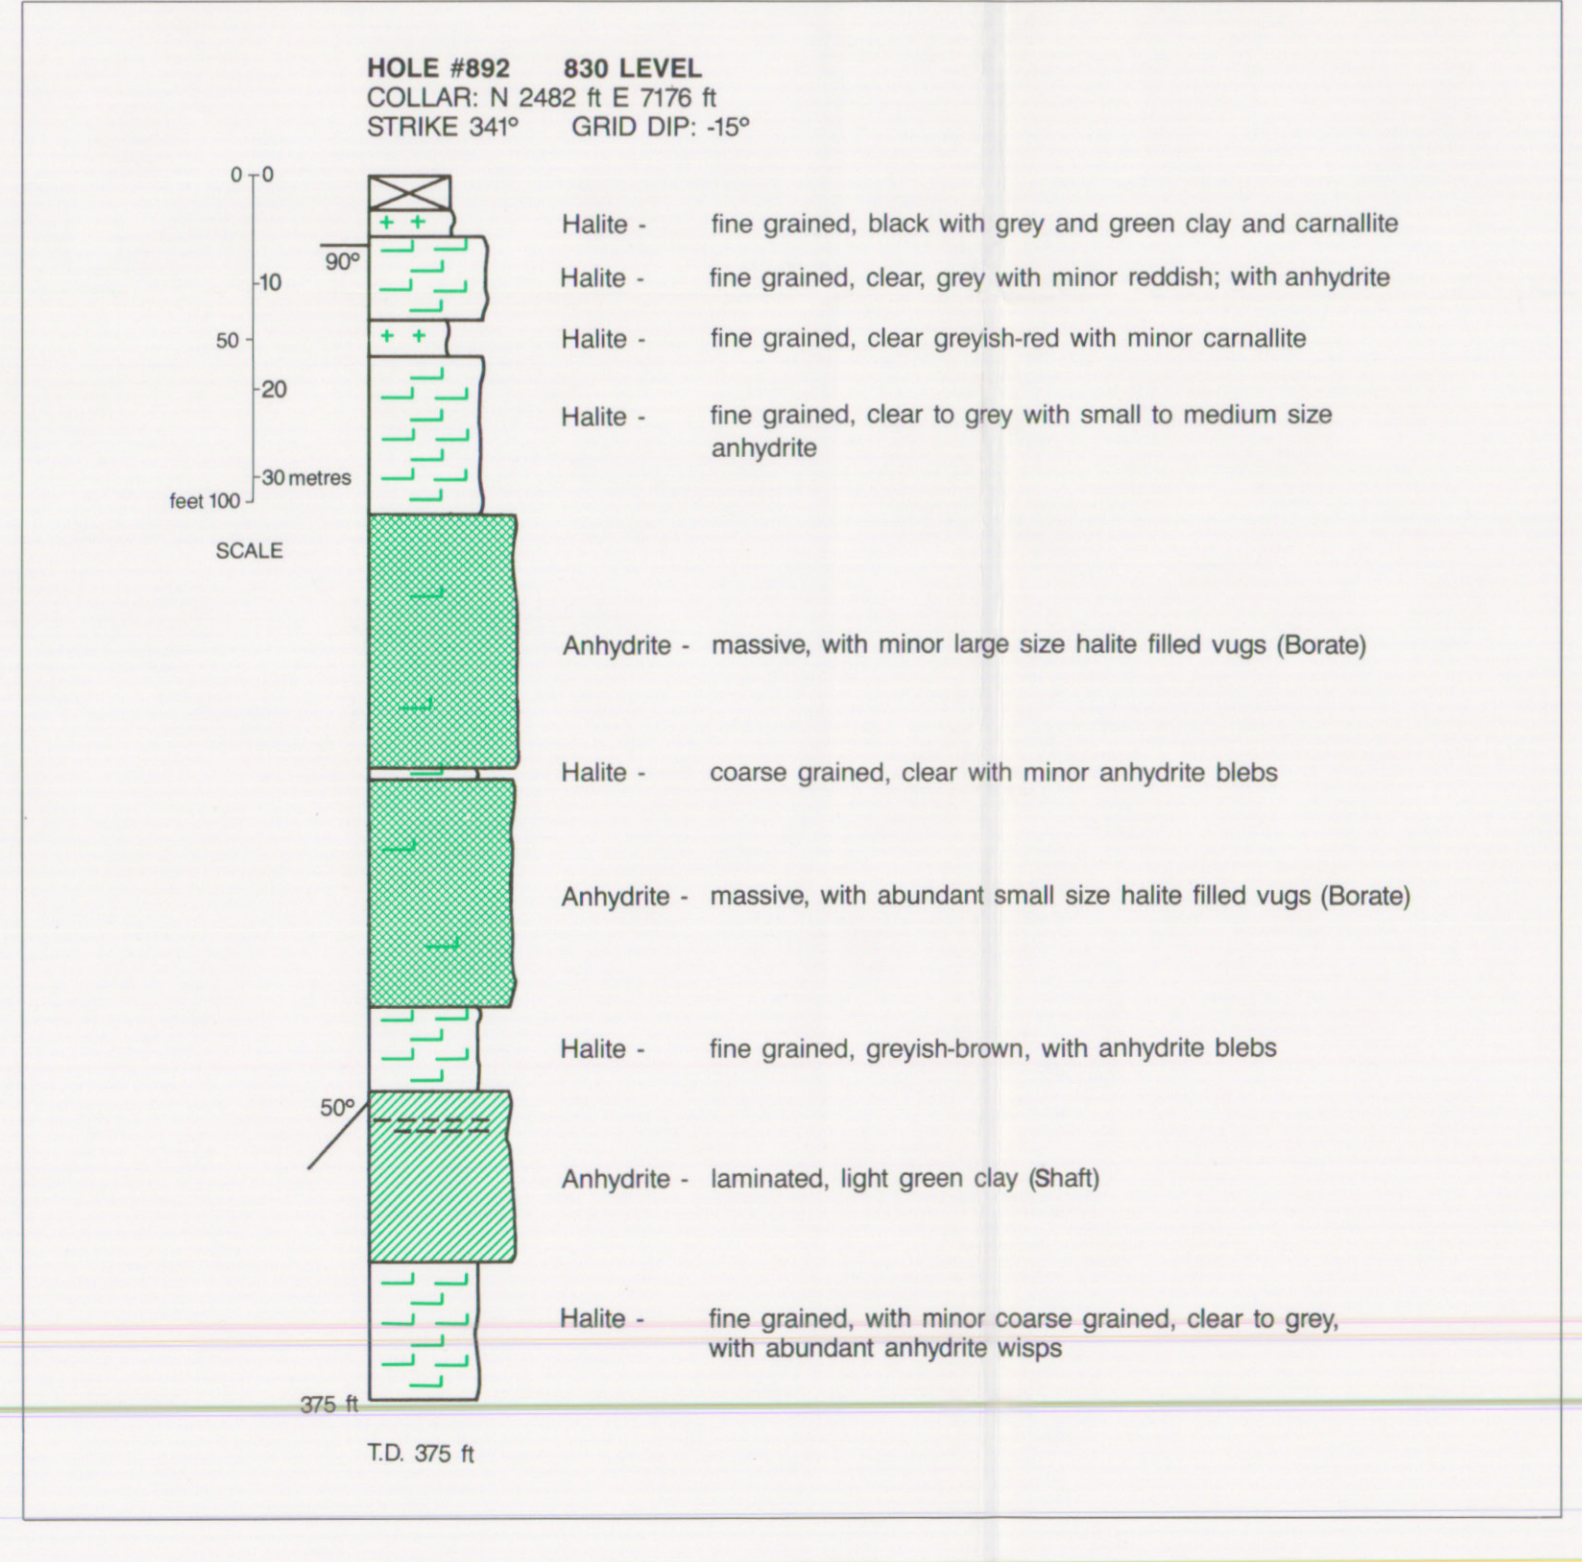 HOLE #892 830 LEVEL
COLLAR: N 2482 ft E 7176 ft
STRIKE 341º GRID DIP: -15º
0 0
Halite - fine grained, black with grey and green clay and carnallite
90º
10
Halite - fine grained, clear, grey with minor reddish; with anhydrite
50
Halite - fine grained, clear greyish-red with minor carnallite
20
Halite - fine grained, clear to grey with small to medium size
anhydrite
30 metres
feet 100
SCALE
Anhydrite - massive, with minor large size halite filled vugs (Borate)
Halite - coarse grained, clear with minor anhydrite blebs
Anhydrite - massive, with abundant small size halite filled vugs (Borate)
Halite - fine grained, greyish-brown, with anhydrite blebs
50º
Anhydrite - laminated, light green clay (Shaft)
Halite - fine grained, with minor coarse grained, clear to grey,
with abundant anhydrite wisps
375 ft
T.D. 375 ft